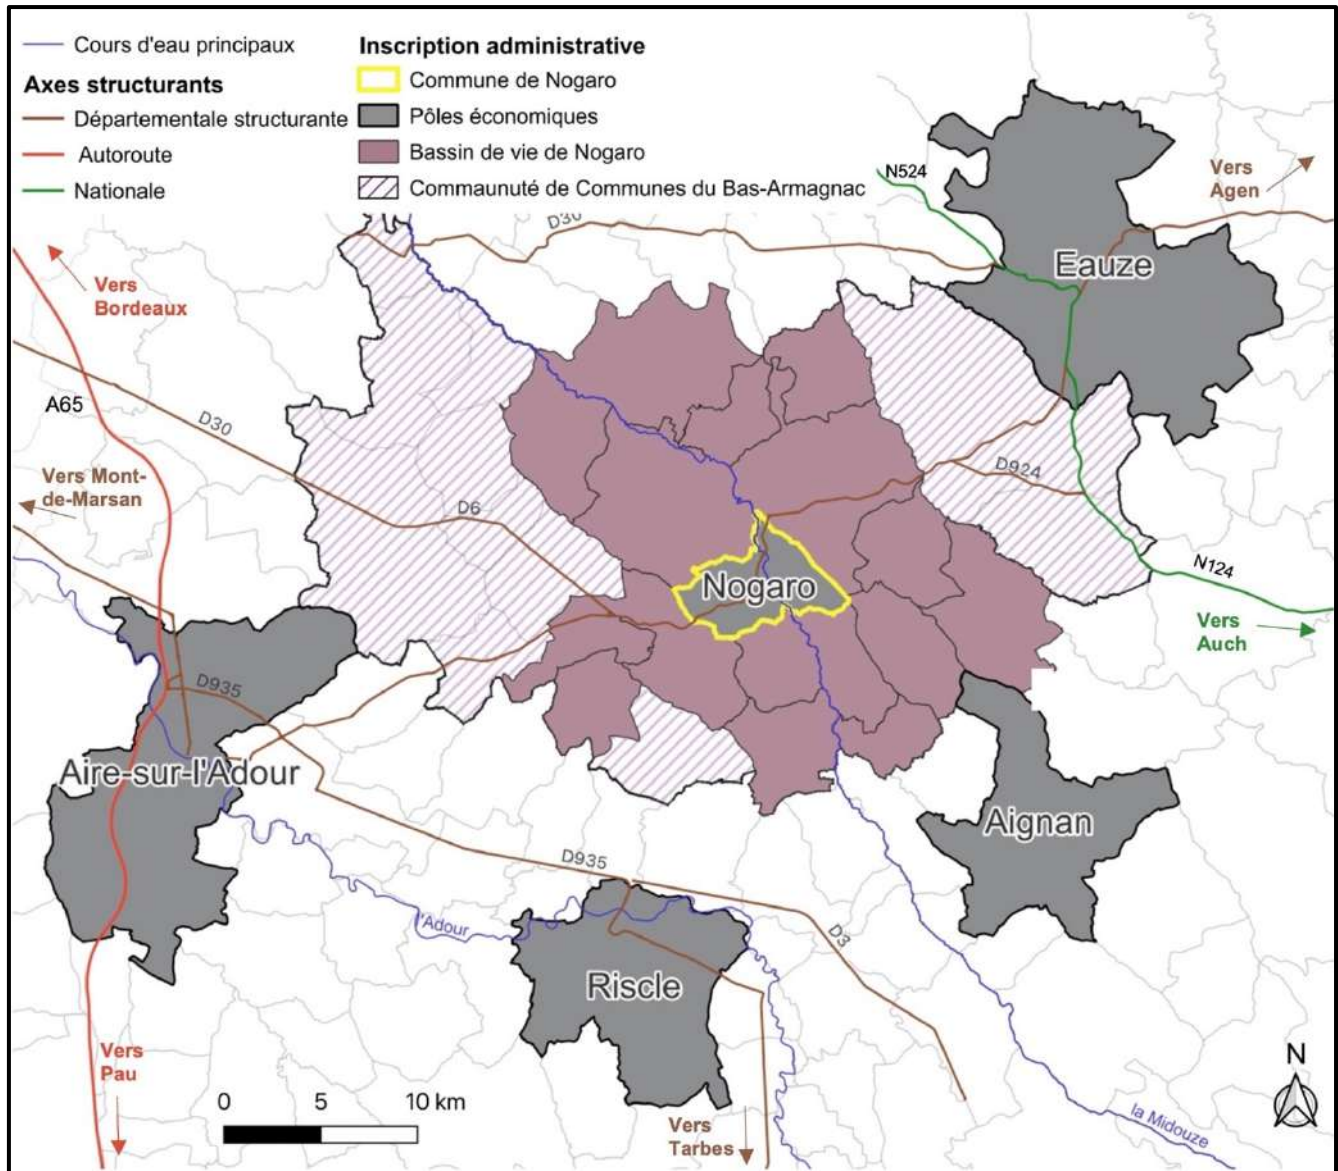 Cours d'eau principaux
Axes structurants
Départementale structurante
Autoroute
Nationale
Inscription administrative
Commune de Nogaro
Pôles économiques
Bassin de vie de Nogaro
Commaunuté de Communes du Bas-Armagnac
N524
Vers
Agen
D30
Eauze
Vers
Bordeaux
A65
D30
Vers Mont-
de-Marsan
D6
D924
N124
Nogaro
Vers
Auch
D935
Aire-sur-l'Adour
Aignan
D935
l'Adour
D3
Riscle
Vers
Pau
0 5 10 km
Vers
Tarbes
la Midouze
N